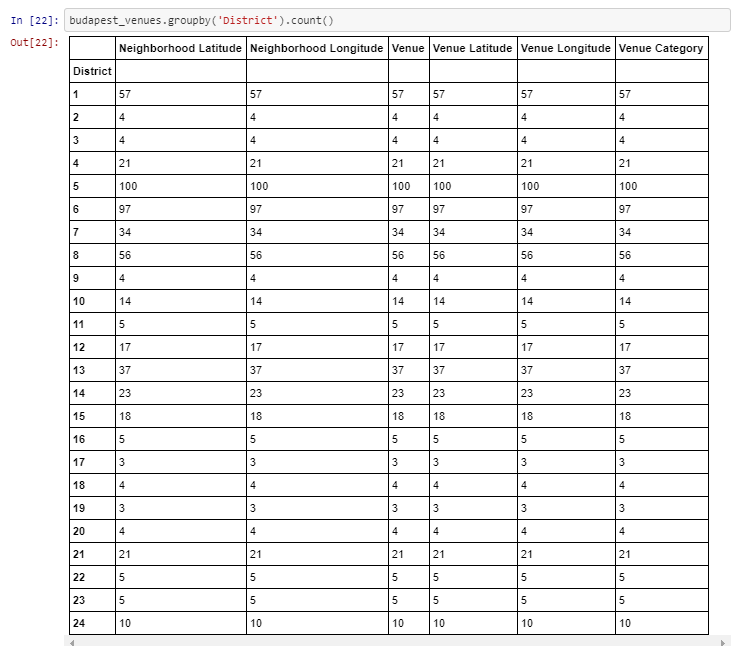 In [22]: budapest_venues.groupby('District').count()
Out[22]:
Neighborhood Latitude Neighborhood Longitude Venue Venue Latitude Venue Longitude Venue Category
District
1 57 57 57 57 57 57
2 4 4 4 4 4 4
3 4 4 4 4 4 4
4 21 21 21 21 21 21
5 100 100 100 100 100 100
6 97 97 97 97 97 97
7 34 34 34 34 34 34
8 56 56 56 56 56 56
9 4 4 4 4 4 4
10 14 14 14 14 14 14
11 5 5 5 5 5 5
12 17 17 17 17 17 17
13 37 37 37 37 37 37
14 23 23 23 23 23 23
15 18 18 18 18 18 18
16 5 5 5 5 5 5
17 3 3 3 3 3 3
18 4 4 4 4 4 4
19 3 3 3 3 3 3
20 4 4 4 4 4 4
21 21 21 21 21 21 21
22 5 5 5 5 5 5
23 5 5 5 5 5 5
24 10 10 10 10 10 10